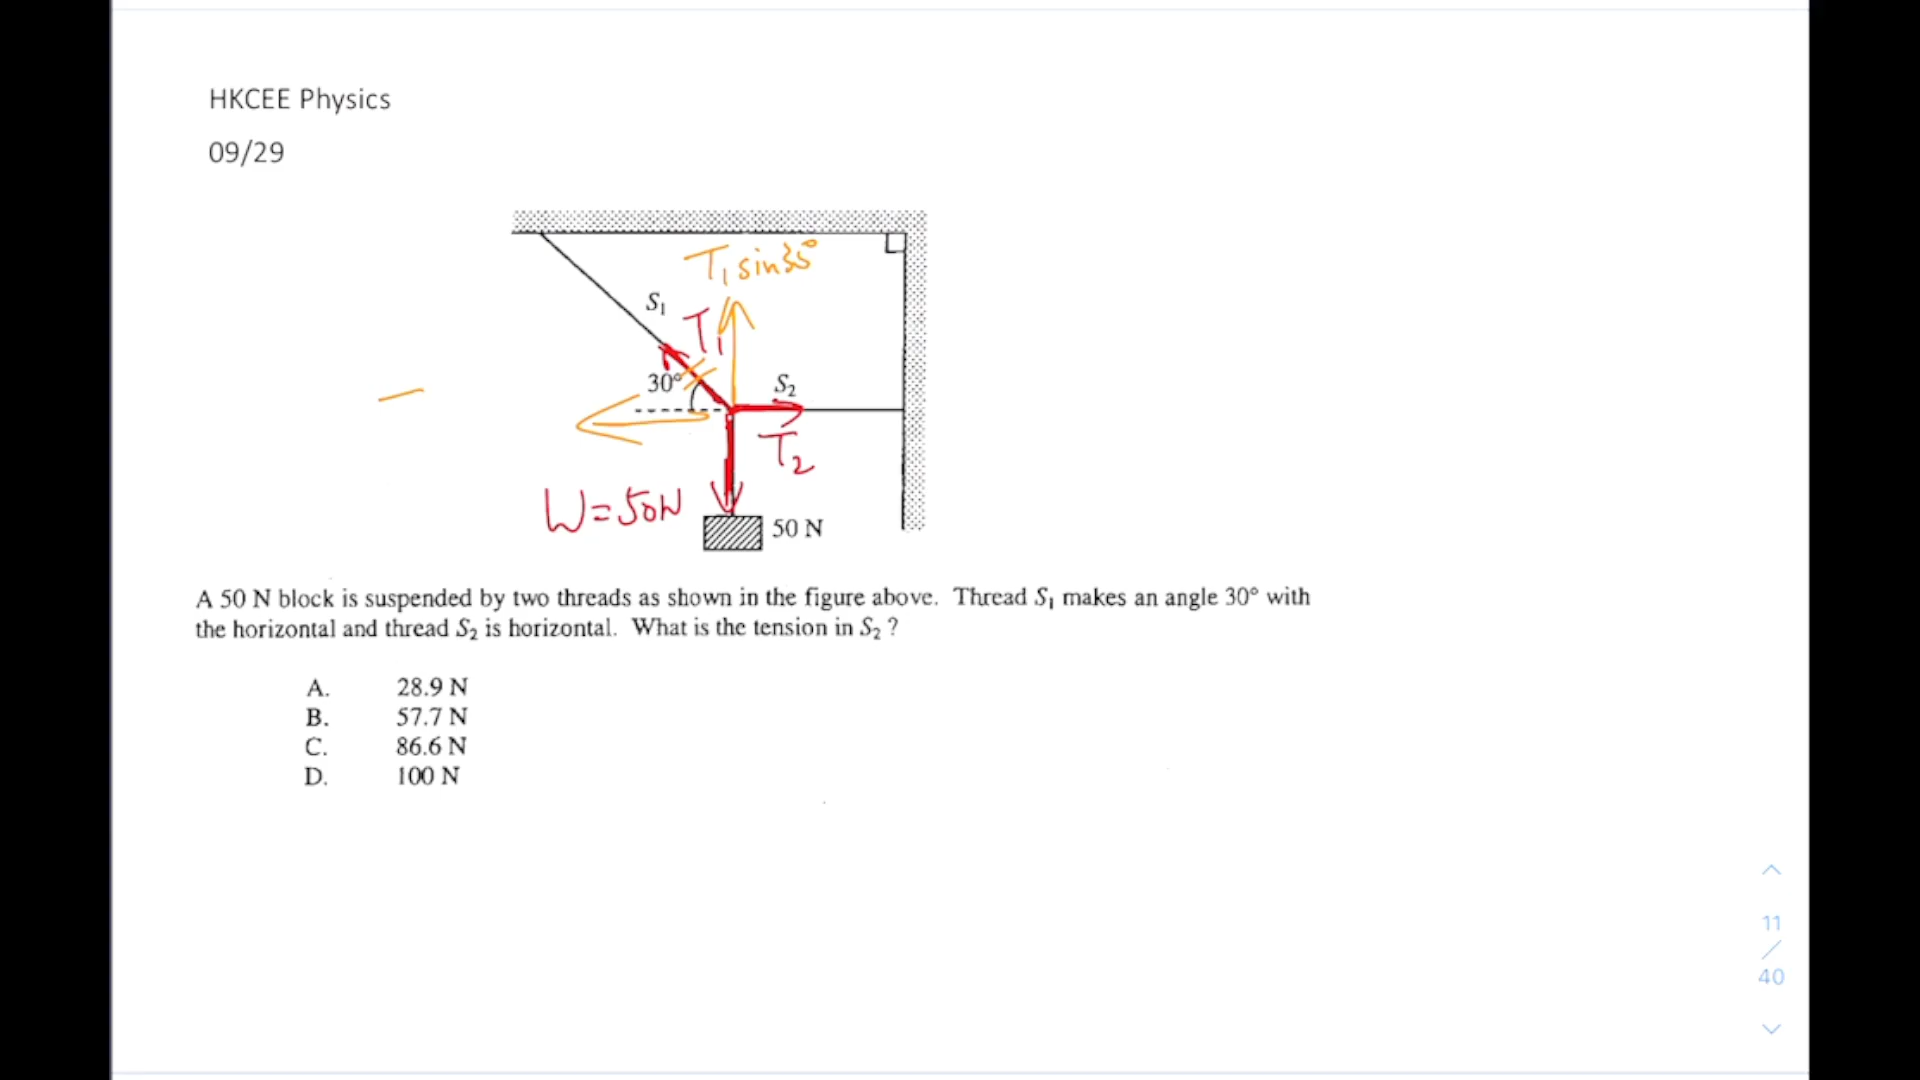 HKCEE Physics
09/29
T₁ sin30°
S₁
T₁
30°
S₂
T₂
W=50N
50 N
A 50 N block is suspended by two threads as shown in the figure above. Thread S₁ makes an angle 30° with
the horizontal and thread S₂ is horizontal. What is the tension in S₂ ?
A. 28.9 N
B. 57.7 N
C. 86.6 N
D. 100 N
11
/
40